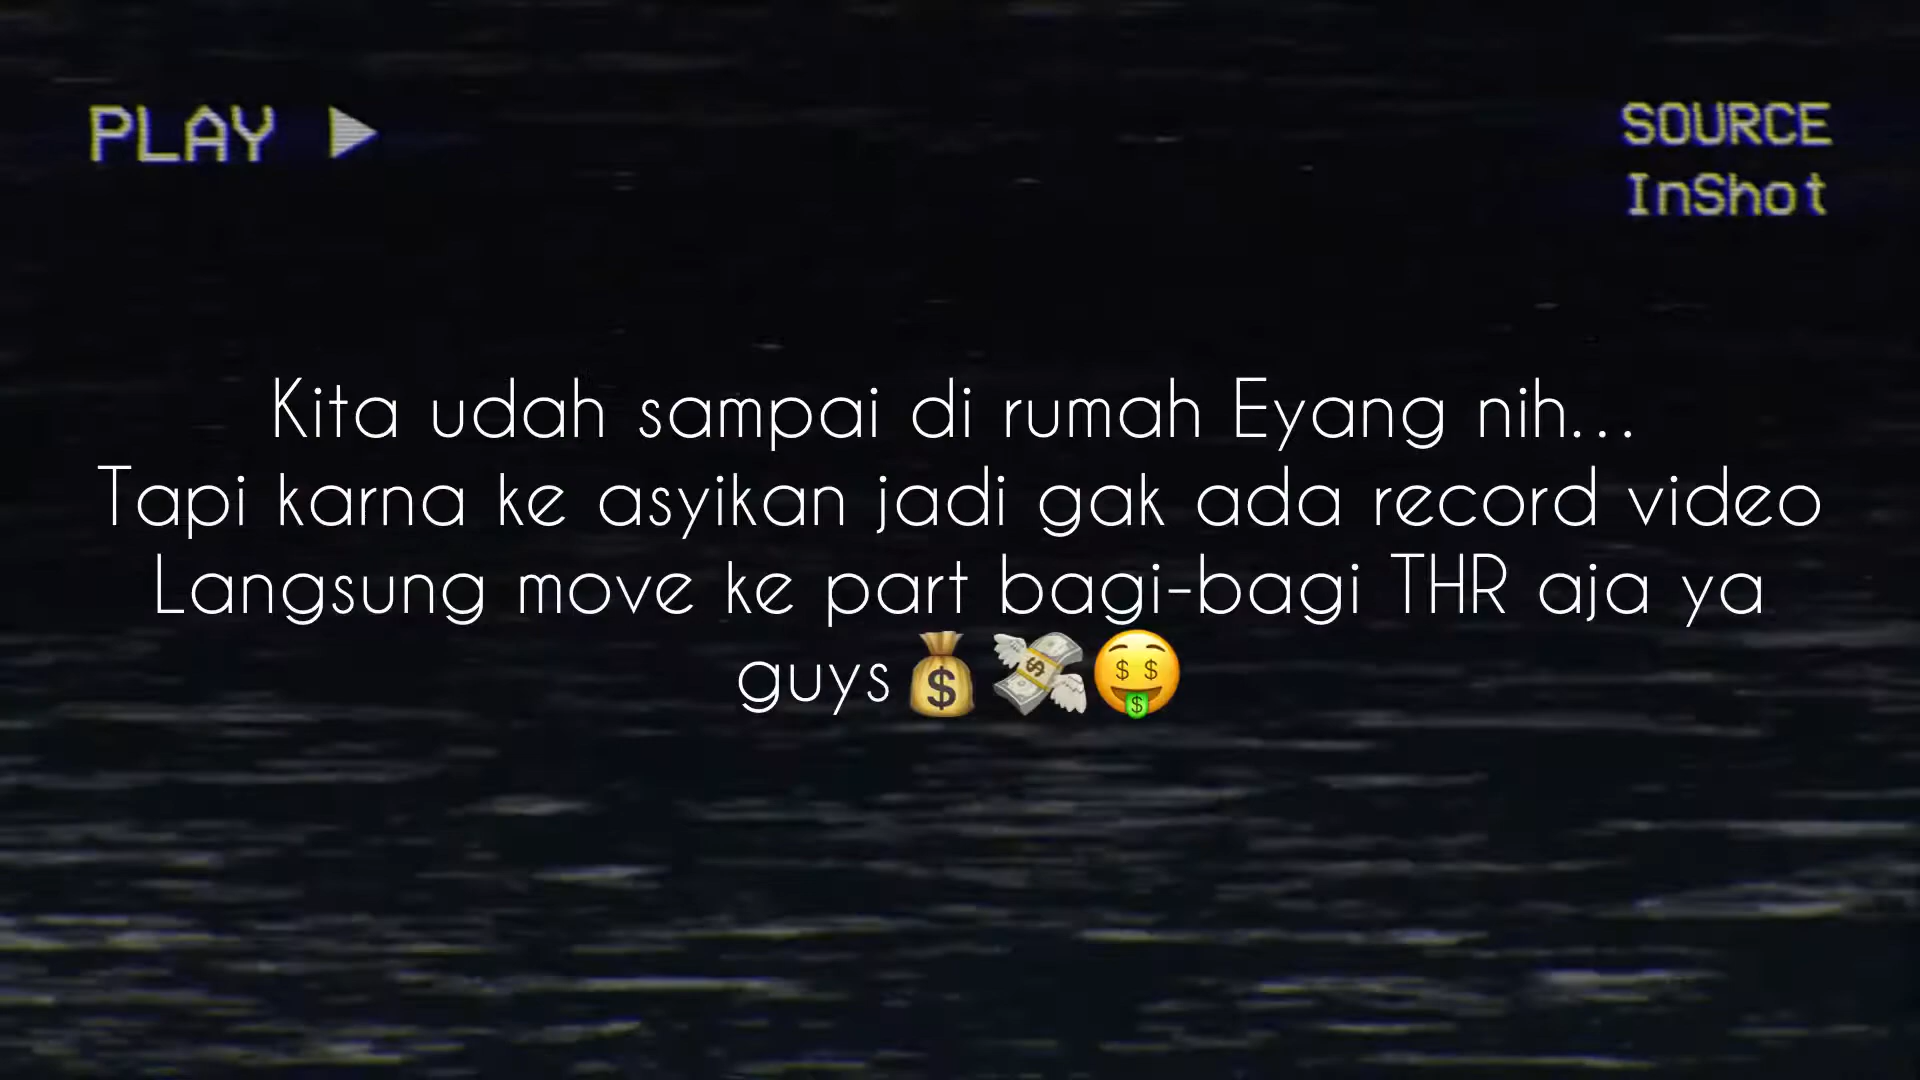 PLAY ▶
SOURCE
InShot
Kita udah sampai di rumah Eyang nih...
Tapi karna ke asyikan jadi gak ada record video
Langsung move ke part bagi-bagi THR aja ya
guys💰💸🤑